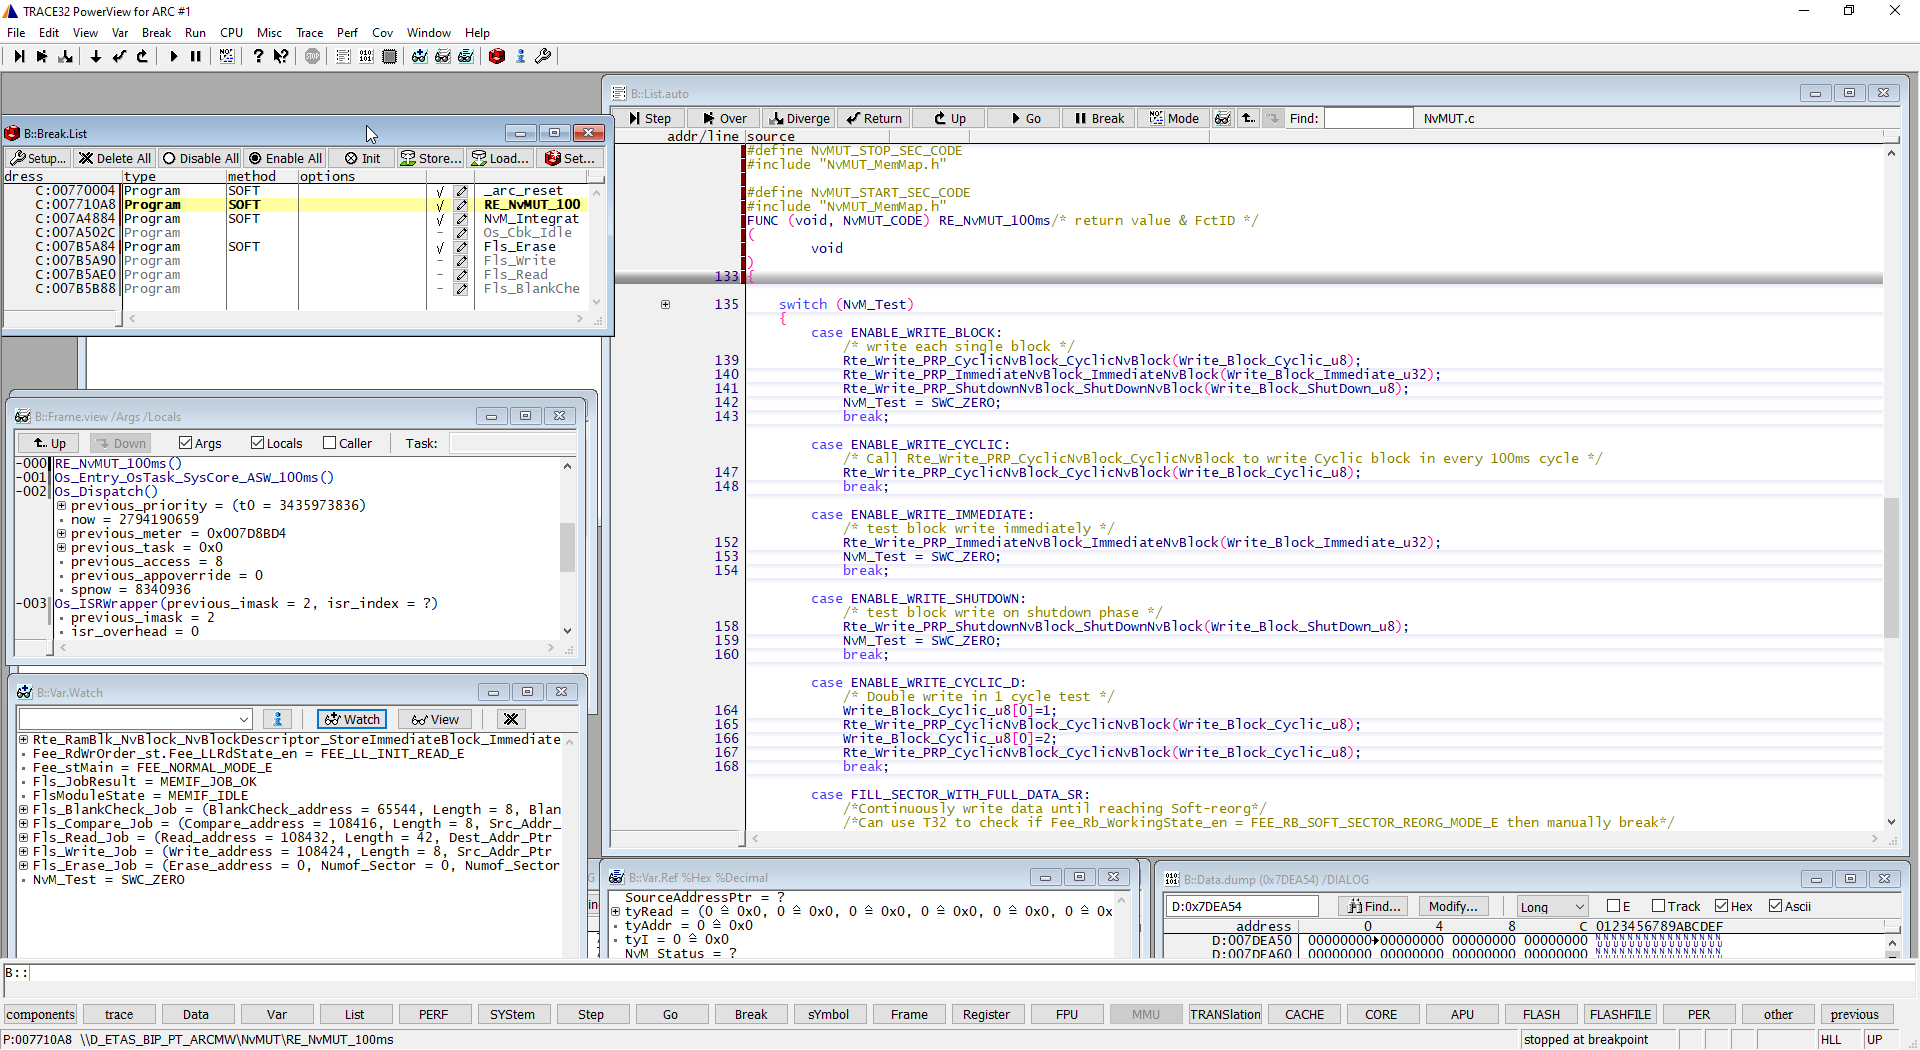 TRACE32 PowerView for ARC #1
File Edit View Var Break Run CPU Misc Trace Perf Cov Window Help
B::Break.List
Setup... Delete All Disable All Enable All Init Store... Load... Set...
dress type method options
C:00770004 Program SOFT √ _arc_reset
C:007710A8 Program SOFT √ RE_NvMUT_100
C:007A4884 Program SOFT √ NvM_Integrat
C:007A502C Program - Os_Cbk_Idle
C:007B5A84 Program SOFT √ Fls_Erase
C:007B5A90 Program - Fls_Write
C:007B5AE0 Program - Fls_Read
C:007B5B88 Program - Fls_BlankChe
B::Frame.view /Args /Locals
Up Down Args Locals Caller Task:
-000 RE_NvMUT_100ms()
-001 Os_Entry_OsTask_SysCore_ASW_100ms()
-002 Os_Dispatch()
previous_priority = (t0 = 3435973836)
now = 2794190659
previous_meter = 0x007D8BD4
previous_task = 0x0
previous_access = 8
previous_appoverride = 0
spnow = 8340936
-003 Os_ISRWrapper(previous_imask = 2, isr_index = ?)
previous_imask = 2
isr_overhead = 0
B::Var.Watch
Watch View
Rte_RamBlk_NvBlock_NvBlockDescriptor_StoreImmediateBlock_Immediate
Fee_RdWrOrder_st.Fee_LLRdState_en = FEE_LL_INIT_READ_E
Fee_stMain = FEE_NORMAL_MODE_E
Fls_JobResult = MEMIF_JOB_OK
FlsModuleState = MEMIF_IDLE
Fls_BlankCheck_Job = (BlankCheck_address = 65544, Length = 8, Blan
Fls_Compare_Job = (Compare_address = 108416, Length = 8, Src_Addr_
Fls_Read_Job = (Read_address = 108432, Length = 42, Dest_Addr_Ptr
Fls_Write_Job = (Write_address = 108424, Length = 8, Src_Addr_Ptr
Fls_Erase_Job = (Erase_address = 0, Numof_Sector = 0, Numof_Sector
NvM_Test = SWC_ZERO
B::List.auto
Step Over Diverge Return Up Go Break Mode Find: NvMUT.c
addr/line source
#define NvMUT_STOP_SEC_CODE
#include "NvMUT_MemMap.h"
#define NvMUT_START_SEC_CODE
#include "NvMUT_MemMap.h"
FUNC (void, NvMUT_CODE) RE_NvMUT_100ms/* return value & FctID */
(
void
)
133 {
135 switch (NvM_Test)
{
case ENABLE_WRITE_BLOCK:
/* write each single block */
139 Rte_Write_PRP_CyclicNvBlock_CyclicNvBlock(Write_Block_Cyclic_u8);
140 Rte_Write_PRP_ImmediateNvBlock_ImmediateNvBlock(Write_Block_Immediate_u32);
141 Rte_Write_PRP_ShutdownNvBlock_ShutDownNvBlock(Write_Block_ShutDown_u8);
142 NvM_Test = SWC_ZERO;
143 break;
case ENABLE_WRITE_CYCLIC:
/* Call Rte_Write_PRP_CyclicNvBlock_CyclicNvBlock to write Cyclic block in every 100ms cycle */
147 Rte_Write_PRP_CyclicNvBlock_CyclicNvBlock(Write_Block_Cyclic_u8);
148 break;
case ENABLE_WRITE_IMMEDIATE:
/* test block write immediately */
152 Rte_Write_PRP_ImmediateNvBlock_ImmediateNvBlock(Write_Block_Immediate_u32);
153 NvM_Test = SWC_ZERO;
154 break;
case ENABLE_WRITE_SHUTDOWN:
/* test block write on shutdown phase */
158 Rte_Write_PRP_ShutdownNvBlock_ShutDownNvBlock(Write_Block_ShutDown_u8);
159 NvM_Test = SWC_ZERO;
160 break;
case ENABLE_WRITE_CYCLIC_D:
/* Double write in 1 cycle test */
164 Write_Block_Cyclic_u8[0]=1;
165 Rte_Write_PRP_CyclicNvBlock_CyclicNvBlock(Write_Block_Cyclic_u8);
166 Write_Block_Cyclic_u8[0]=2;
167 Rte_Write_PRP_CyclicNvBlock_CyclicNvBlock(Write_Block_Cyclic_u8);
168 break;
case FILL_SECTOR_WITH_FULL_DATA_SR:
/*Continuously write data until reaching Soft-reorg*/
/*Can use T32 to check if Fee_Rb_WorkingState_en = FEE_RB_SOFT_SECTOR_REORG_MODE_E then manually break*/
B::Var.Ref %Hex %Decimal
SourceAddressPtr = ?
tyRead = (0 ≙ 0x0, 0 ≙ 0x0, 0 ≙ 0x0, 0 ≙ 0x0, 0 ≙ 0x0, 0 ≙ 0x
tyAddr = 0 ≙ 0x0
tyI = 0 ≙ 0x0
NvM_Status = ?
B::Data.dump (0x7DEA54) /DIALOG
D:0x7DEA54 Find... Modify... Long E Track Hex Ascii
address 0 4 8 C 0123456789ABCDEF
D:007DEA50 00000000 00000000 00000000 00000000
D:007DEA60 00000000 00000000 00000000 00000000
B::
components trace Data Var List PERF SYStem Step Go Break sYmbol Frame Register FPU MMU TRANSlation CACHE CORE APU FLASH FLASHFILE PER other previous
P:007710A8 \\D_ETAS_BIP_PT_ARCMW\NvMUT\RE_NvMUT_100ms stopped at breakpoint HLL UP